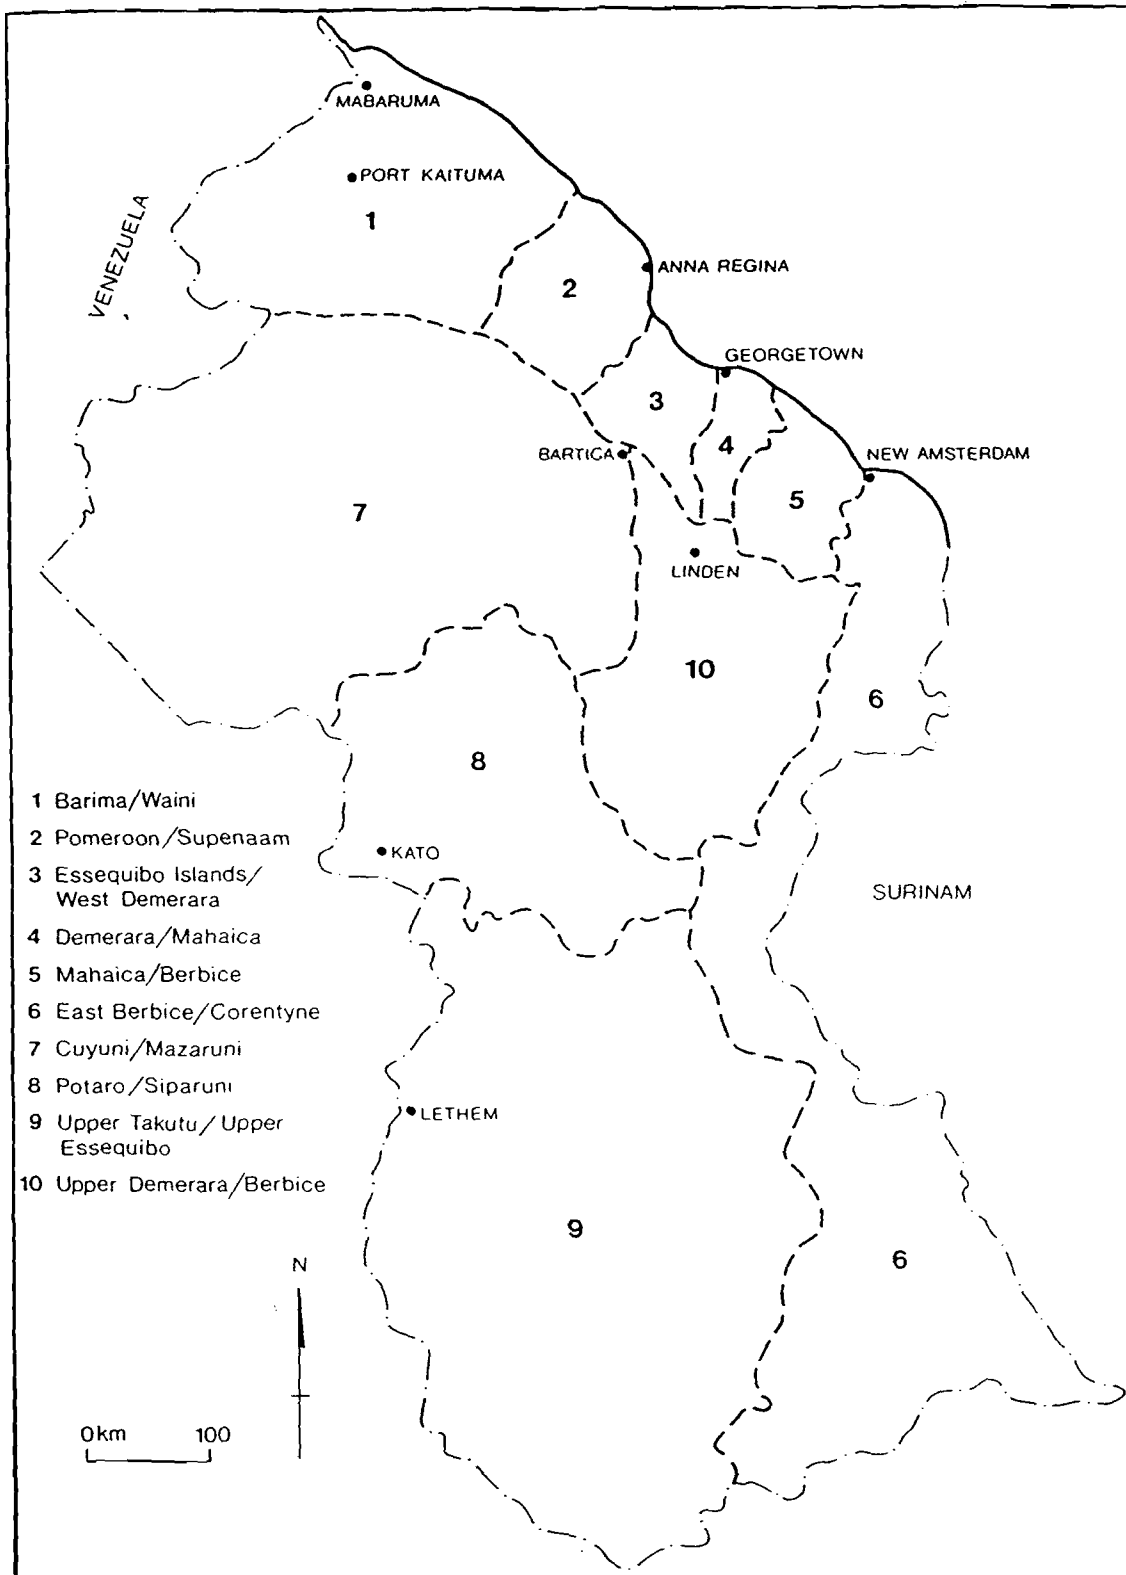 MABARUMA
PORT KAITUMA
1
VENEZUELA
2
ANNA REGINA
GEORGETOWN
3
4
BARTICA
NEW AMSTERDAM
7
5
LINDEN
10
6
8
1 Barima/Waini
2 Pomeroon/Supenaam
3 Essequibo Islands/
West Demerara
4 Demerara/Mahaica
5 Mahaica/Berbice
6 East Berbice/Corentyne
7 Cuyuni/Mazaruni
8 Potaro/Siparuni
9 Upper Takutu/Upper
Essequibo
10 Upper Demerara/Berbice
KATO
SURINAM
LETHEM
9
6
N
0km 100